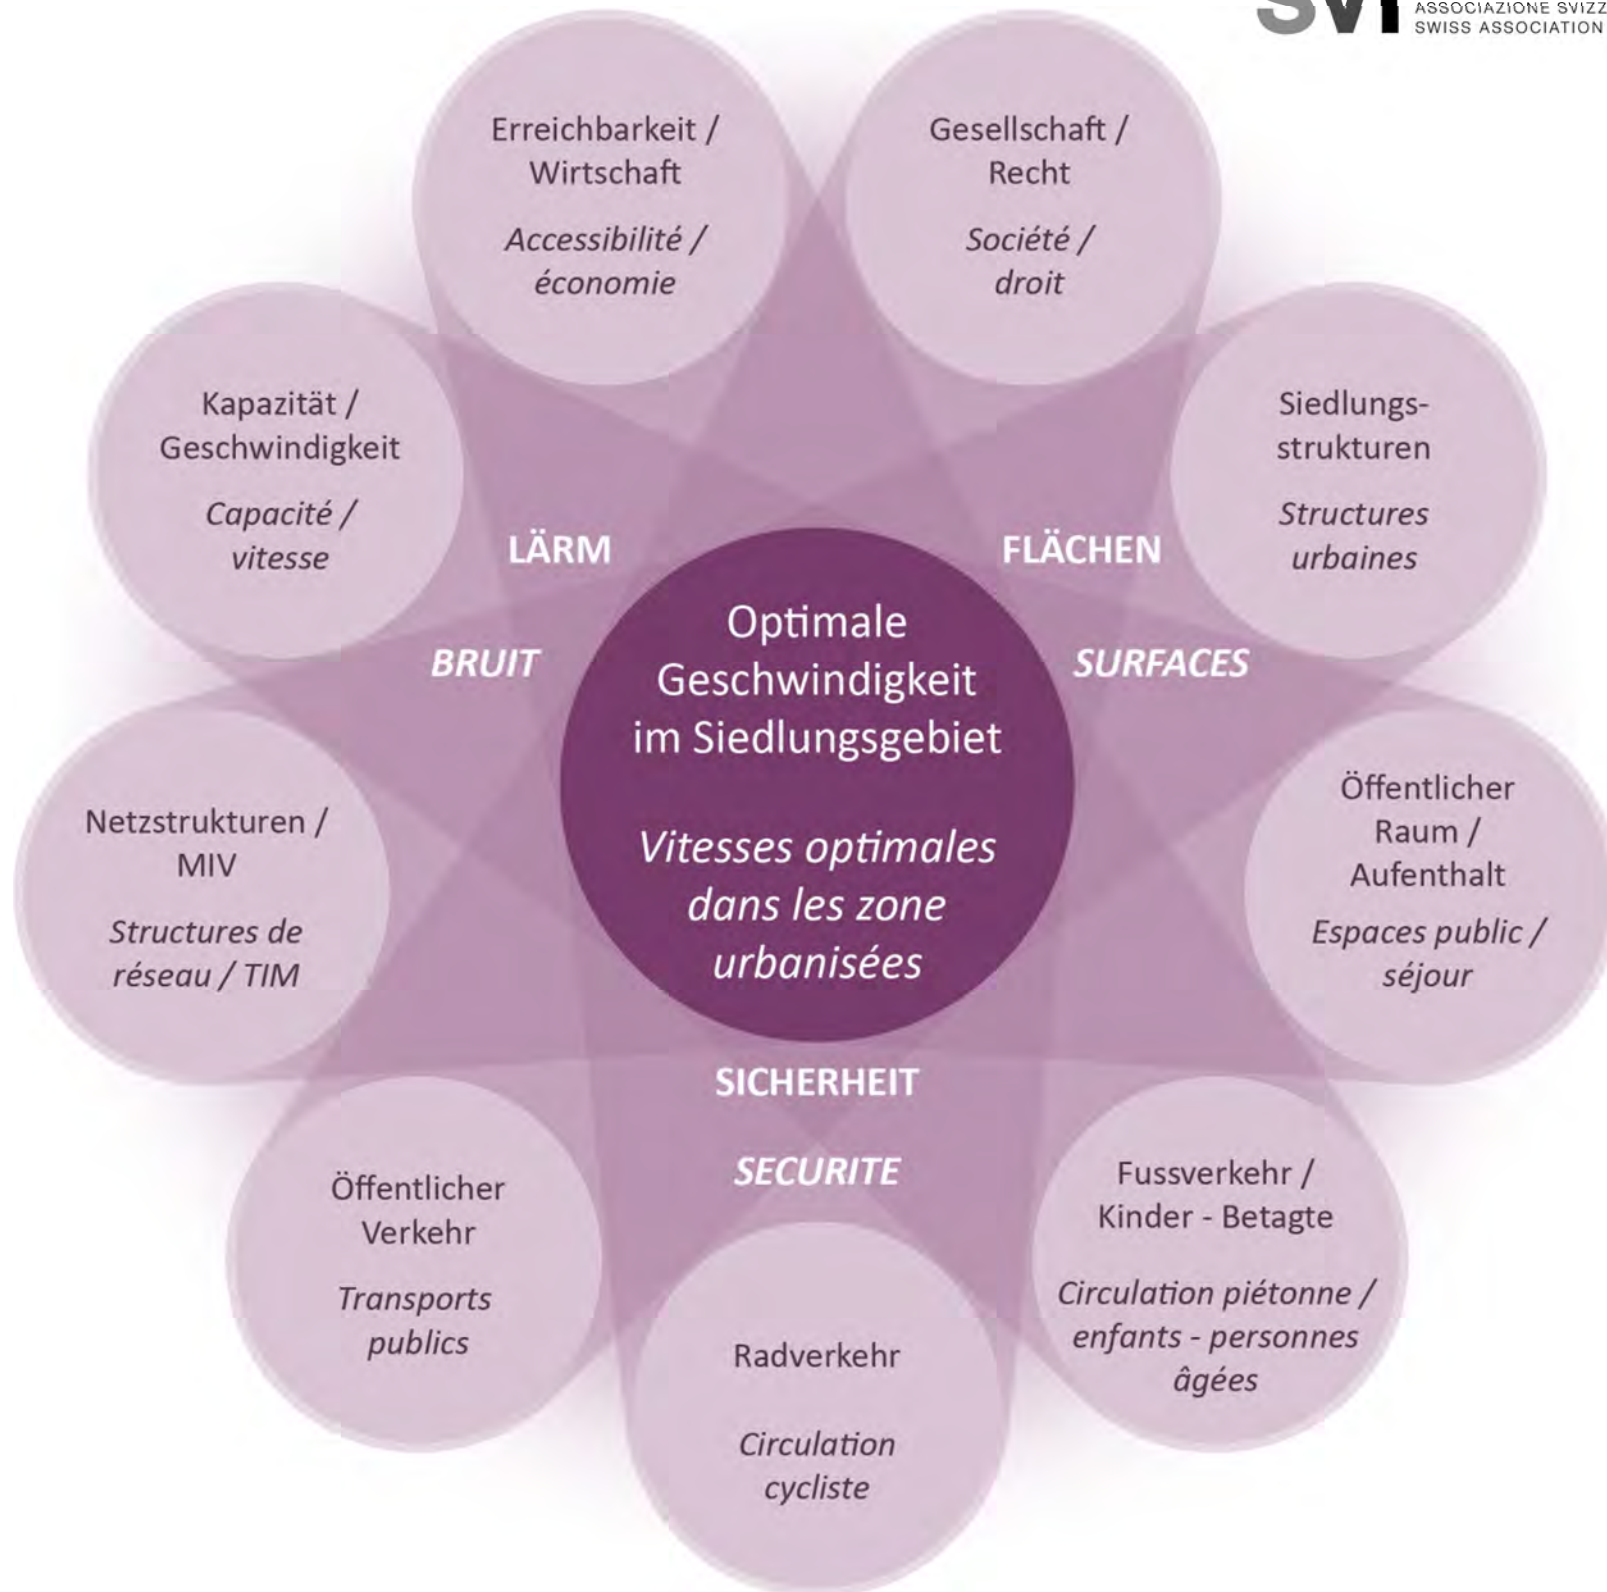 SVI
ASSOCIAZIONE SVIZZ
SWISS ASSOCIATION
Erreichbarkeit /
Wirtschaft
Accessibilité /
économie
Gesellschaft /
Recht
Société /
droit
Kapazität /
Geschwindigkeit
Capacité /
vitesse
Siedlungs-
strukturen
Structures
urbaines
LÄRM
BRUIT
FLÄCHEN
SURFACES
Optimale
Geschwindigkeit
im Siedlungsgebiet
Vitesses optimales
dans les zone
urbanisées
Netzstrukturen /
MIV
Structures de
réseau / TIM
Öffentlicher
Raum /
Aufenthalt
Espaces public /
séjour
SICHERHEIT
SECURITE
Öffentlicher
Verkehr
Transports
publics
Radverkehr
Circulation
cycliste
Fussverkehr /
Kinder - Betagte
Circulation piétonne /
enfants - personnes
âgées